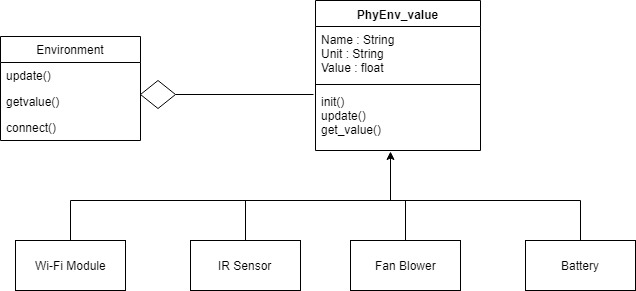 PhyEnv_value
Name : String
Unit : String
Value : float
init()
update()
get_value()
Environment
update()
getvalue()
connect()
Wi-Fi Module
IR Sensor
Fan Blower
Battery